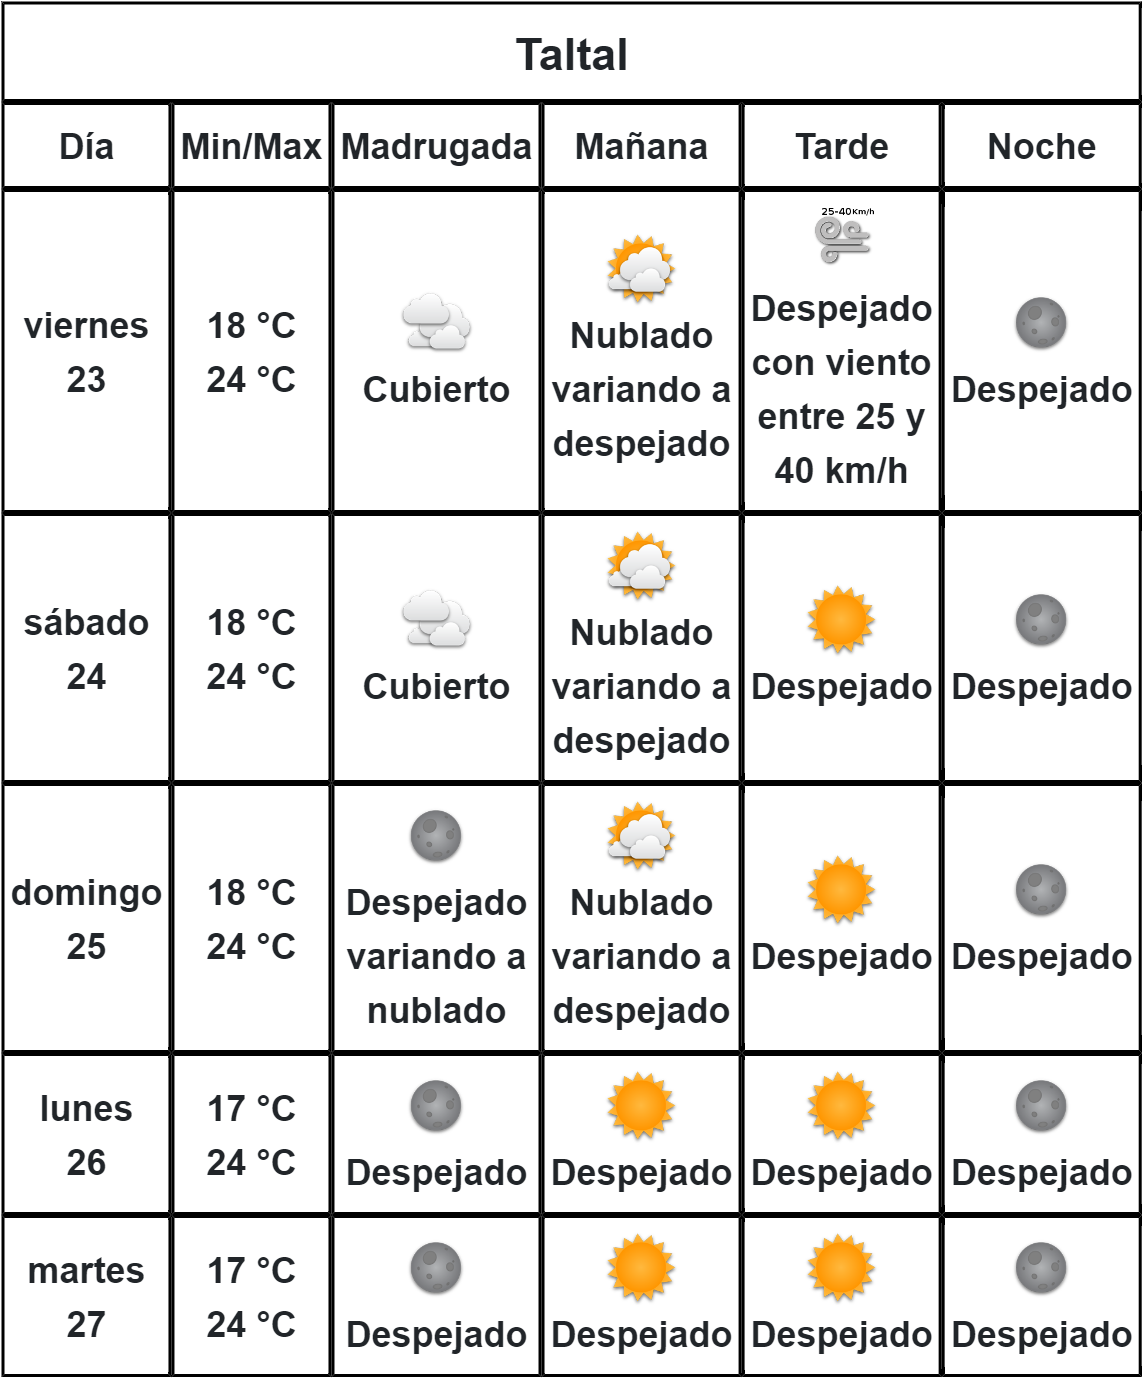 Taltal
Día
Min/Max
Madrugada
Mañana
Tarde
Noche
viernes
23
18 °C
24 °C
Cubierto
Nublado
variando a
despejado
25-40Km/h
Despejado
con viento
entre 25 y
40 km/h
Despejado
sábado
24
18 °C
24 °C
Cubierto
Nublado
variando a
despejado
Despejado
Despejado
domingo
25
18 °C
24 °C
Despejado
variando a
nublado
Nublado
variando a
despejado
Despejado
Despejado
lunes
26
17 °C
24 °C
Despejado
Despejado
Despejado
Despejado
martes
27
17 °C
24 °C
Despejado
Despejado
Despejado
Despejado